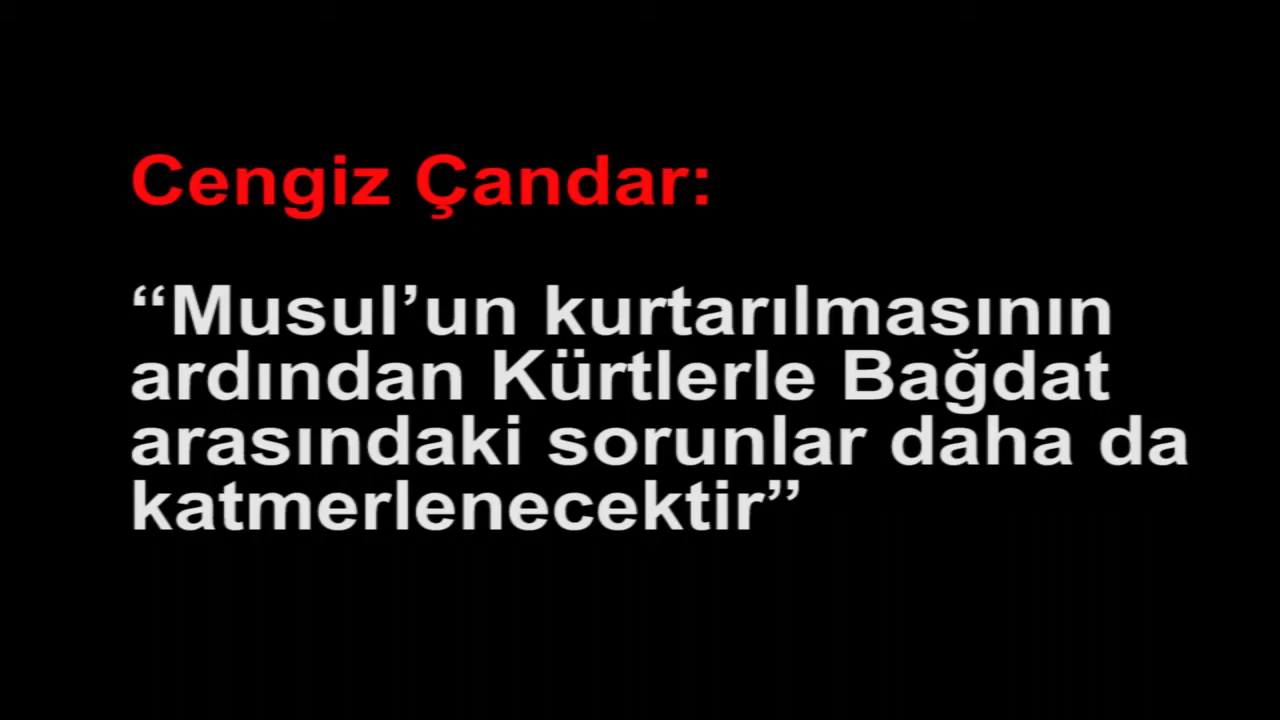 Cengiz Çandar:
“Musul’un kurtarılmasının
ardından Kürtlerle Bağdat
arasındaki sorunlar daha da
katmerlenecektir”